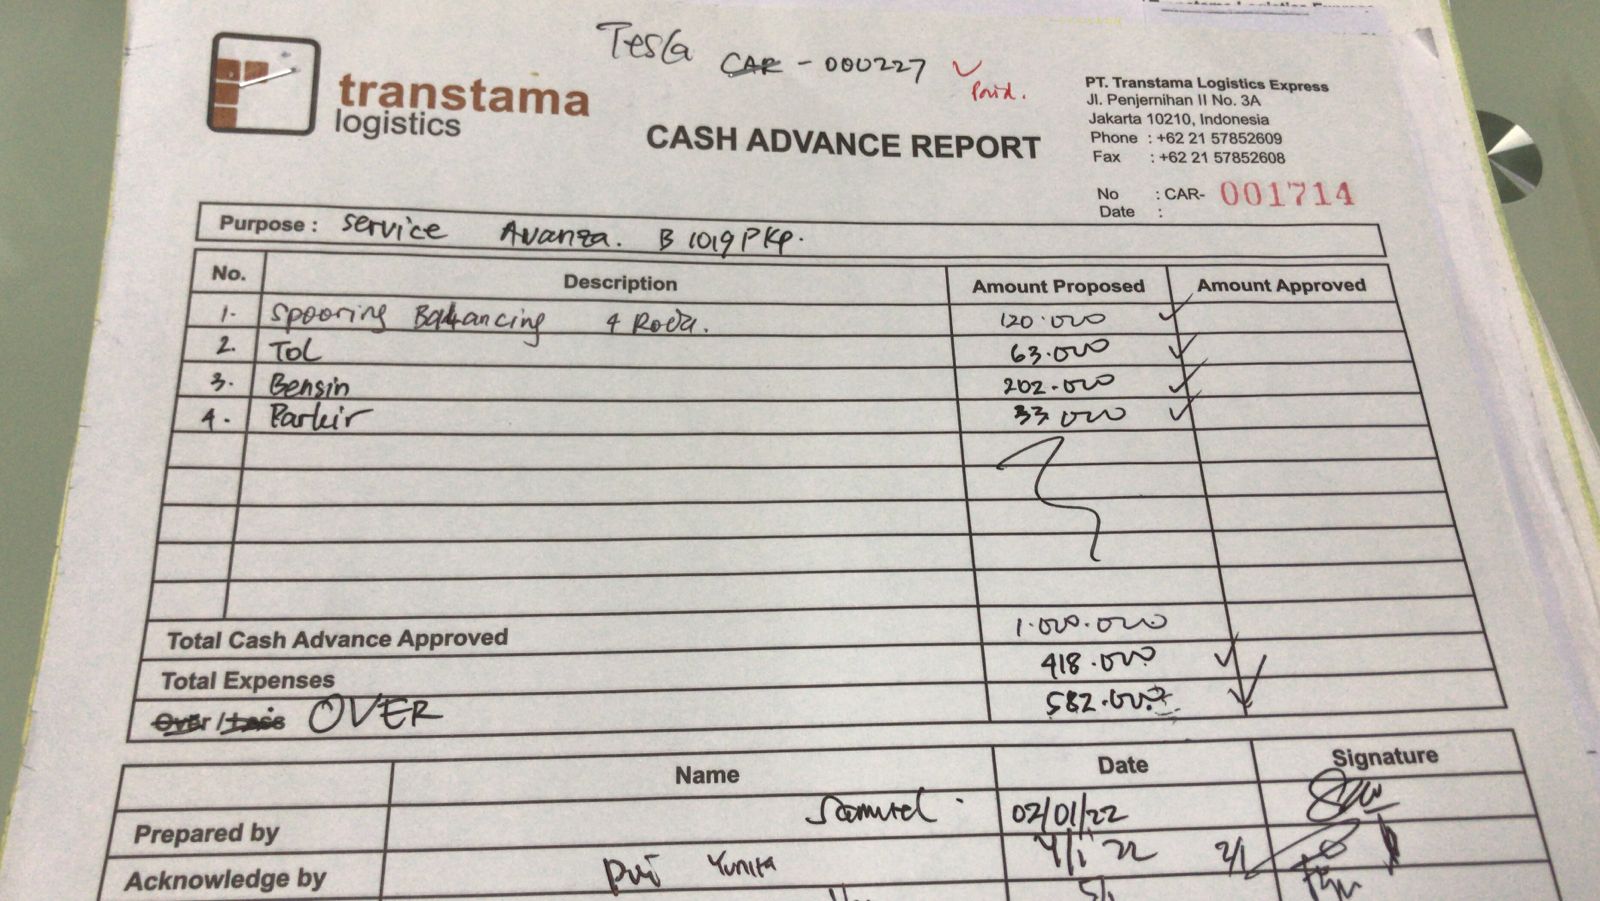 Tesla CAR - 000227 Paid.
transtama
logistics
CASH ADVANCE REPORT
PT. Transtama Logistics Express
Jl. Penjernihan II No. 3A
Jakarta 10210, Indonesia
Phone : +62 21 57852609
Fax : +62 21 57852608
No : CAR- 001714
Date :
Purpose : Service Avanza. B 1019 PKP.
No. Description Amount Proposed Amount Approved
1. Spooring Balancing 4 Roda. 120.000
2. TOL 63.000
3. Bensin 202.000
4. Parkir 33.000
Total Cash Advance Approved 1.000.000
Total Expenses 418.000
Over / Less OVER 582.000
Name Date Signature
Prepared by Samuel. 02/01/22
Acknowledge by Puri Yunita 4/1 22 2/1
5/1